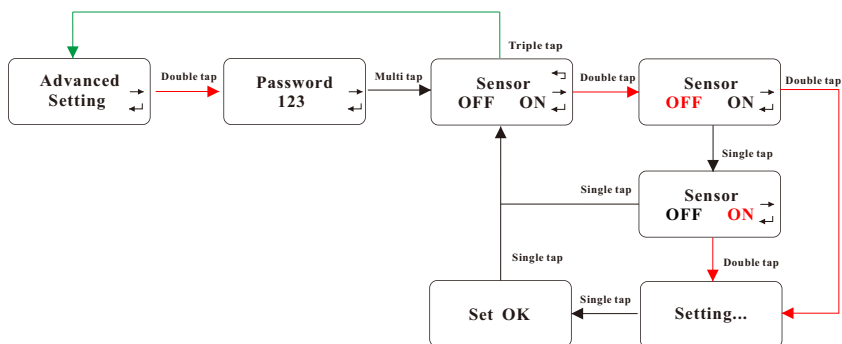 Triple tap
Advanced
Setting
Double tap
Password
123
Multi tap
Sensor
OFF ON
Double tap
Sensor
OFF ON
Double tap
Single tap
Single tap
Sensor
OFF ON
Single tap
Double tap
Set OK
Single tap
Setting...